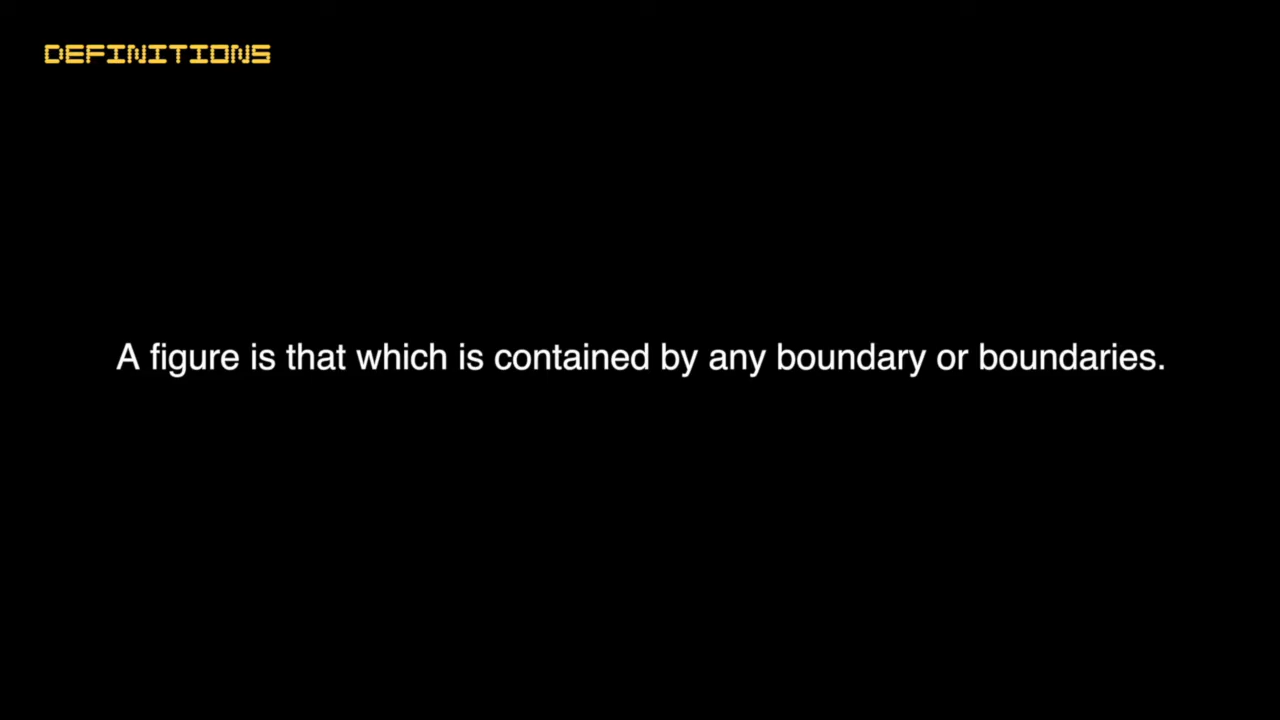 DEFINITIONS
A figure is that which is contained by any boundary or boundaries.